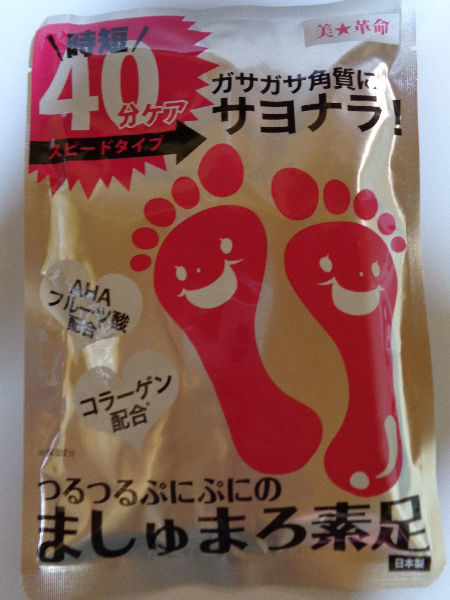 美★革命
時短
40分ケア
スピードタイプ
ガサガサ角質に
サヨナラ!
AHA
フルーツ酸
配合*
コラーゲン
配合*
つるつるぷにぷにの
ましゅまろ素足
日本製